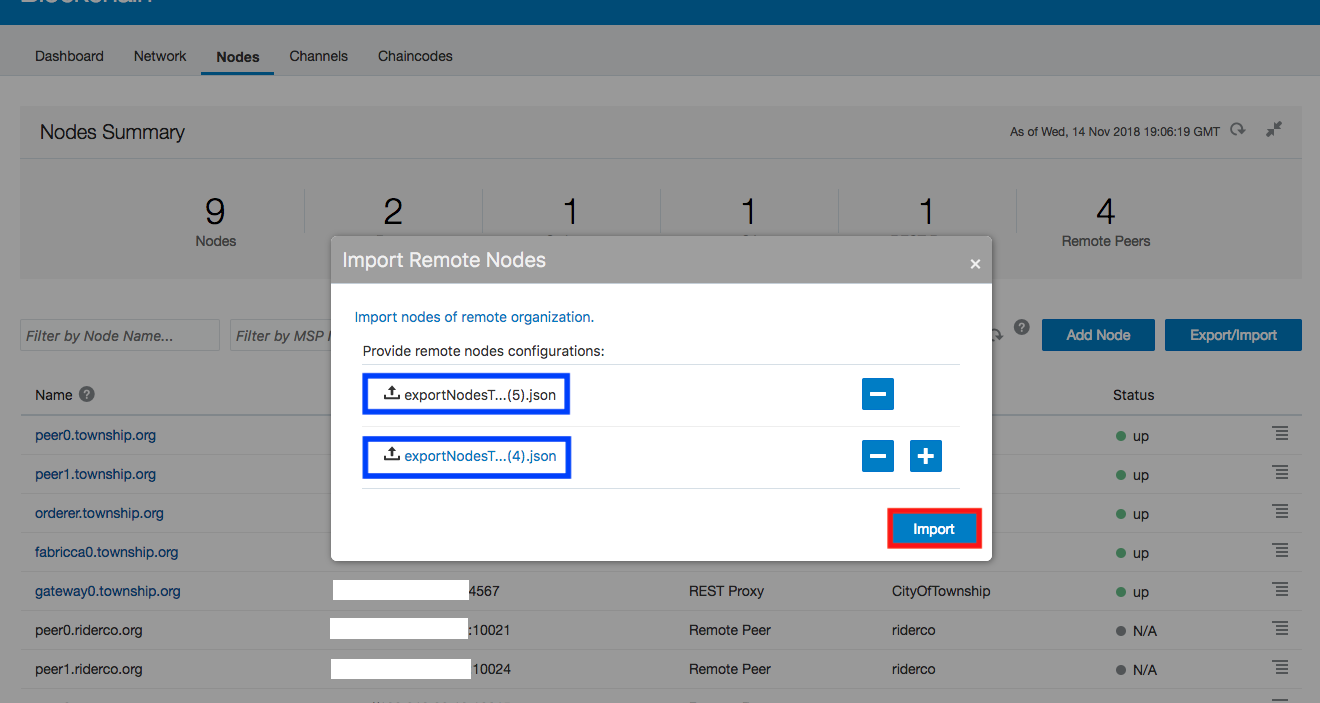 Dashboard Network Nodes Channels Chaincodes
Nodes Summary
As of Wed, 14 Nov 2018 19:06:19 GMT
9 2 1 1 1 4
Nodes Remote Peers
Import Remote Nodes ×
Import nodes of remote organization.
Filter by Node Name... Filter by MSP ? Add Node Export/Import
Provide remote nodes configurations:
Name ? exportNodesT...(5).json Status
peer0.township.org up
exportNodesT...(4).json
peer1.township.org up
orderer.township.org up
Import
fabricca0.township.org up
gateway0.township.org 4567 REST Proxy CityOfTownship up
peer0.riderco.org :10021 Remote Peer riderco N/A
peer1.riderco.org 10024 Remote Peer riderco N/A